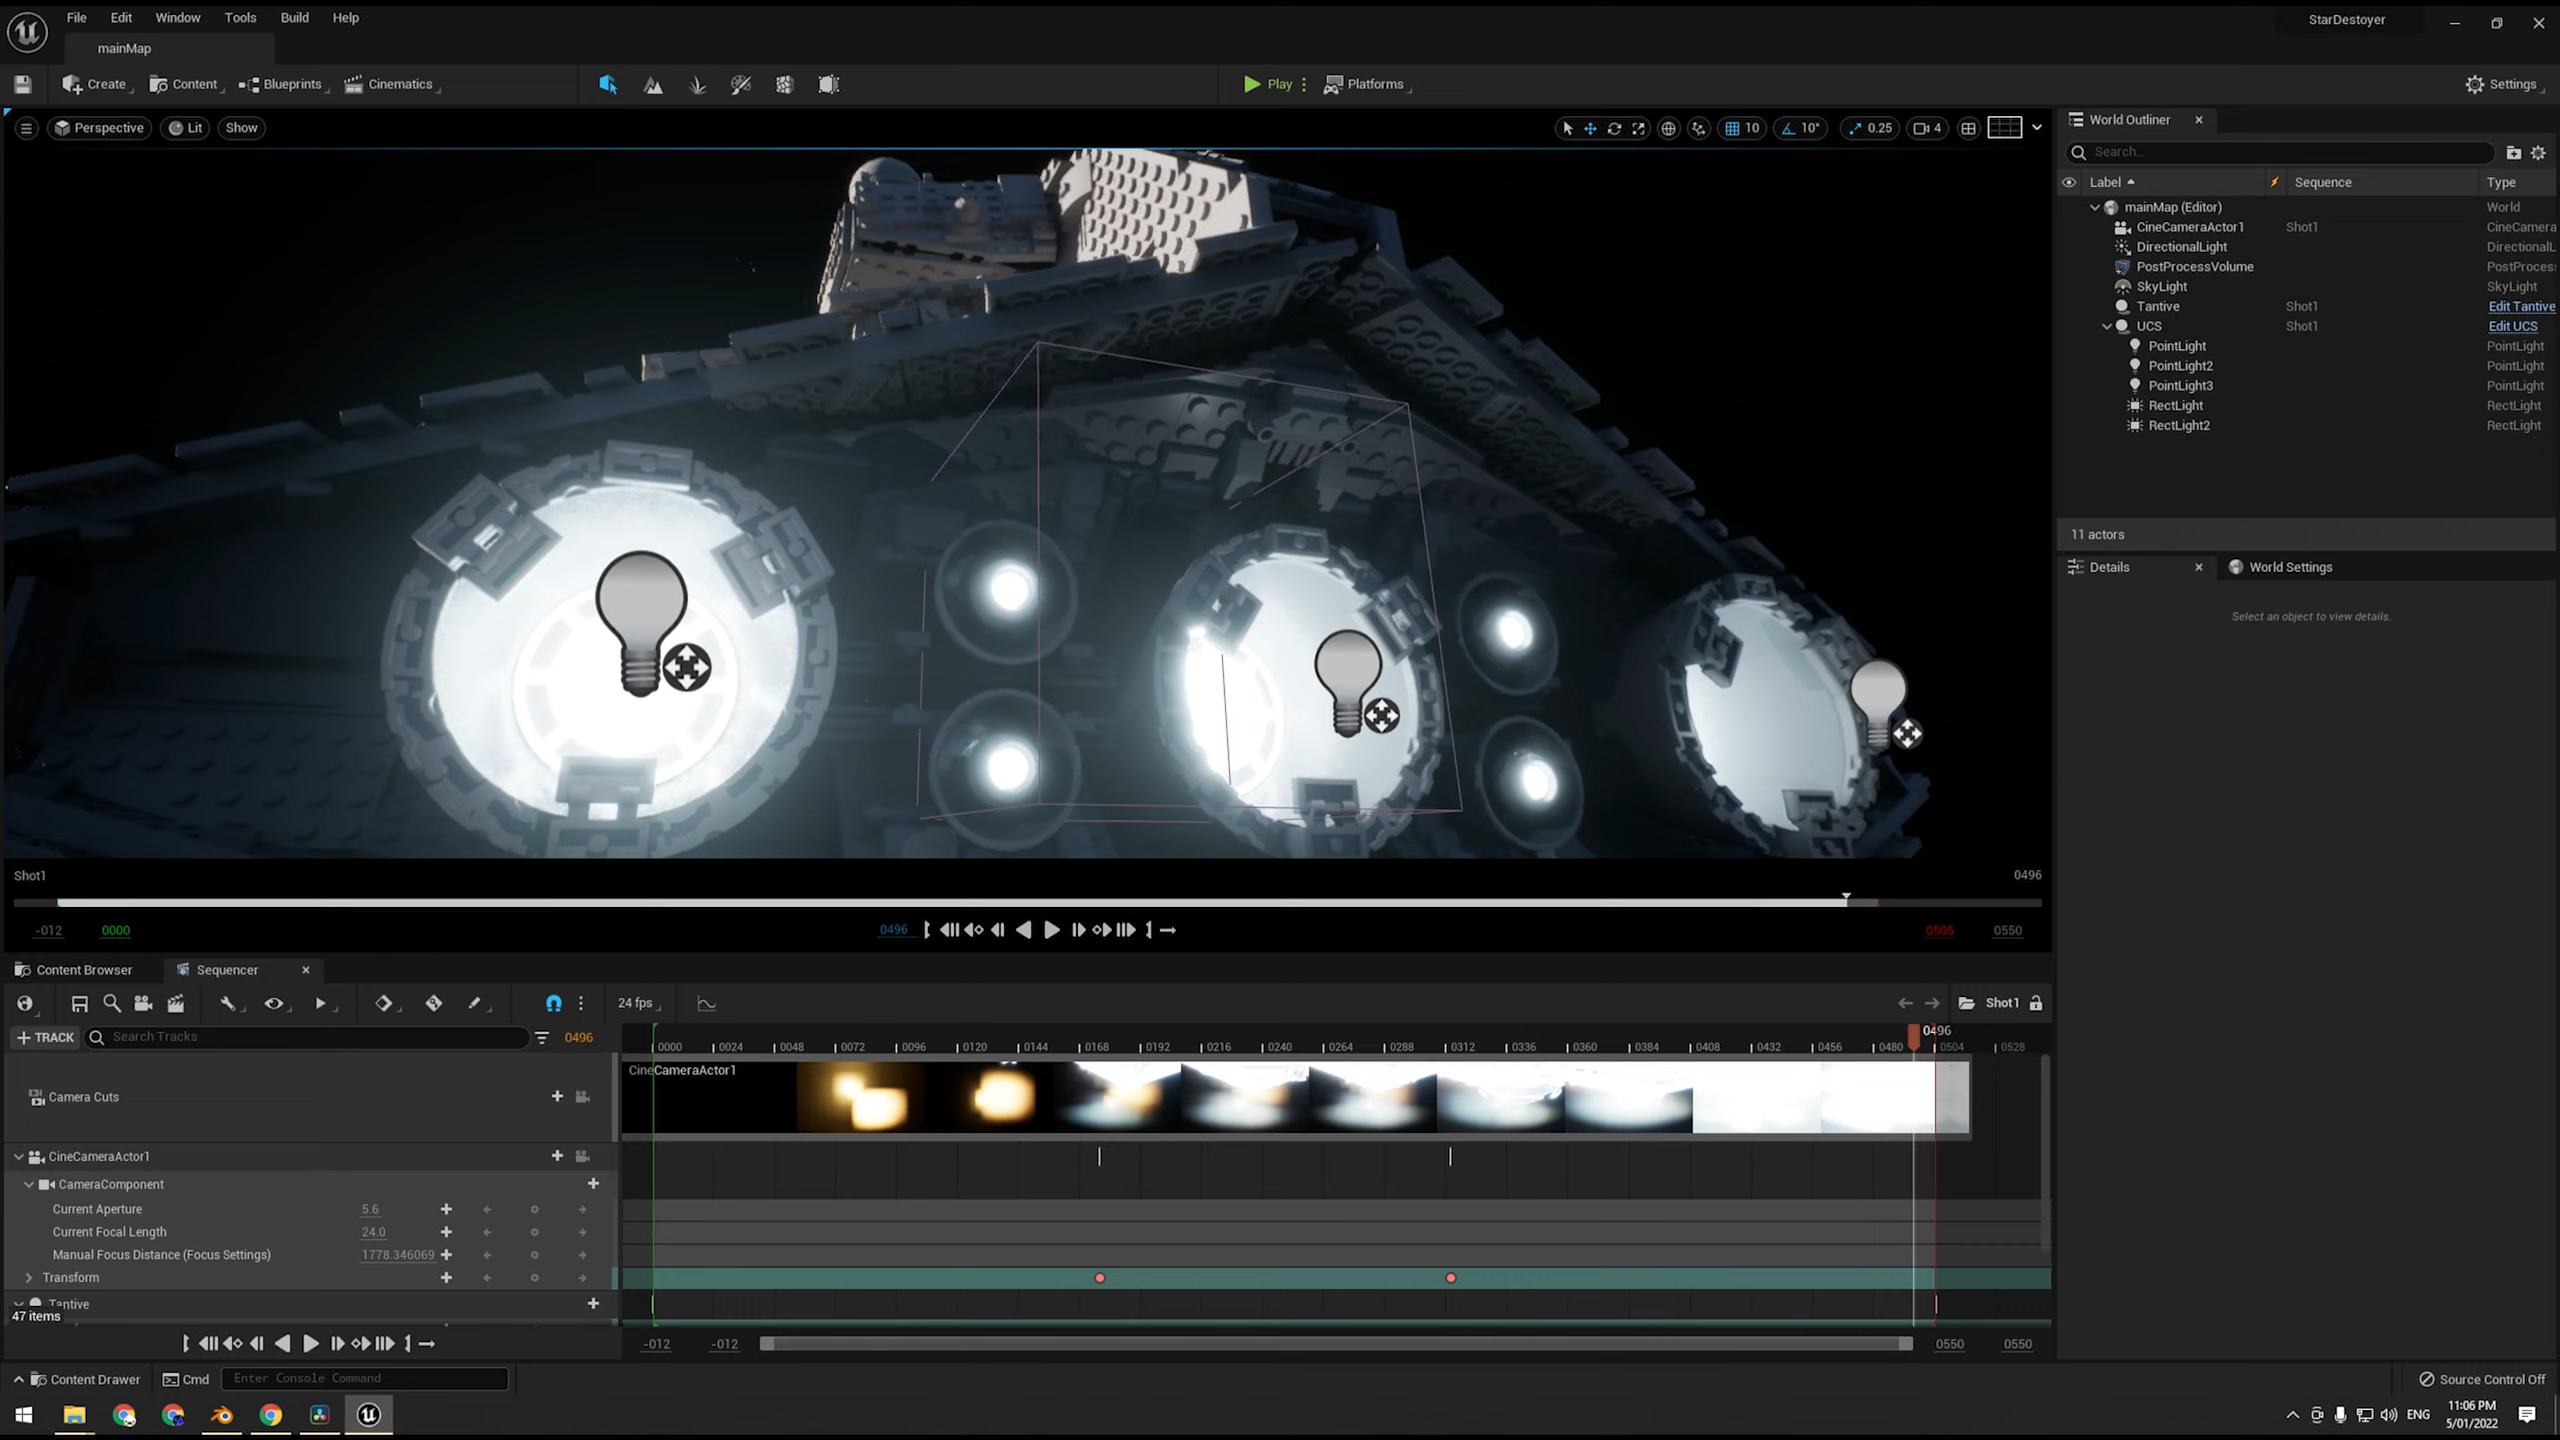 File Edit Window Tools Build Help
StarDestoyer
mainMap
Create Content Blueprints Cinematics Play Platforms Settings
Perspective Lit Show 10 10° 0.25 4
World Outliner
Search...
Label Sequence Type
mainMap (Editor) World
CineCameraActor1 Shot1 CineCamera
DirectionalLight DirectionalL
PostProcessVolume PostProces
SkyLight SkyLight
Tantive Shot1 Edit Tantive
UCS Shot1 Edit UCS
PointLight PointLight
PointLight2 PointLight
PointLight3 PointLight
RectLight RectLight
RectLight2 RectLight
11 actors
Details World Settings
Select an object to view details.
Shot1 0496
-012 0000 0496 0505 0550
Content Browser Sequencer
24 fps Shot1
TRACK Search Tracks 0496
0496
0000 0024 0048 0072 0096 0120 0144 0168 0192 0216 0240 0264 0288 0312 0336 0360 0384 0408 0432 0456 0480 0504 0528
CineCameraActor1
Camera Cuts
CineCameraActor1
CameraComponent
Current Aperture 5.6
Current Focal Length 24.0
Manual Focus Distance (Focus Settings) 1778.346069
Transform
Tantive
47 items
-012 -012 0550 0550
Content Drawer Cmd Enter Console Command Source Control Off
ENG 11:06 PM
5/01/2022